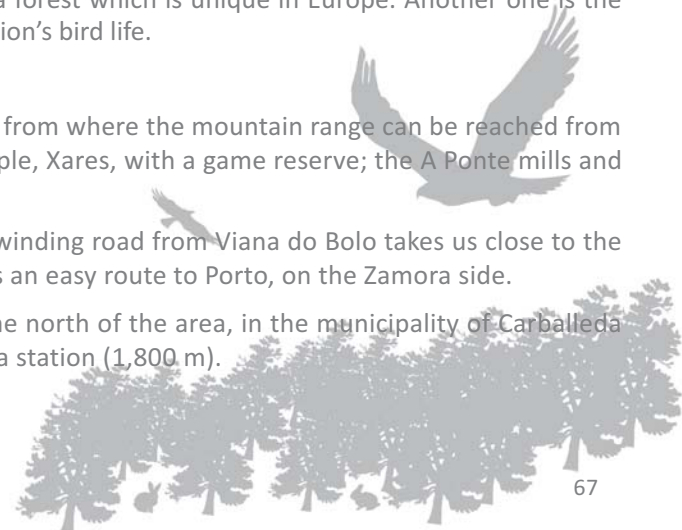 a forest which is unique in Europe. Another one is the
ion’s bird life.
from where the mountain range can be reached from
ple, Xares, with a game reserve; the A Ponte mills and
winding road from Viana do Bolo takes us close to the
s an easy route to Porto, on the Zamora side.
ne north of the area, in the municipality of Carballeda
a station (1,800 m).
67